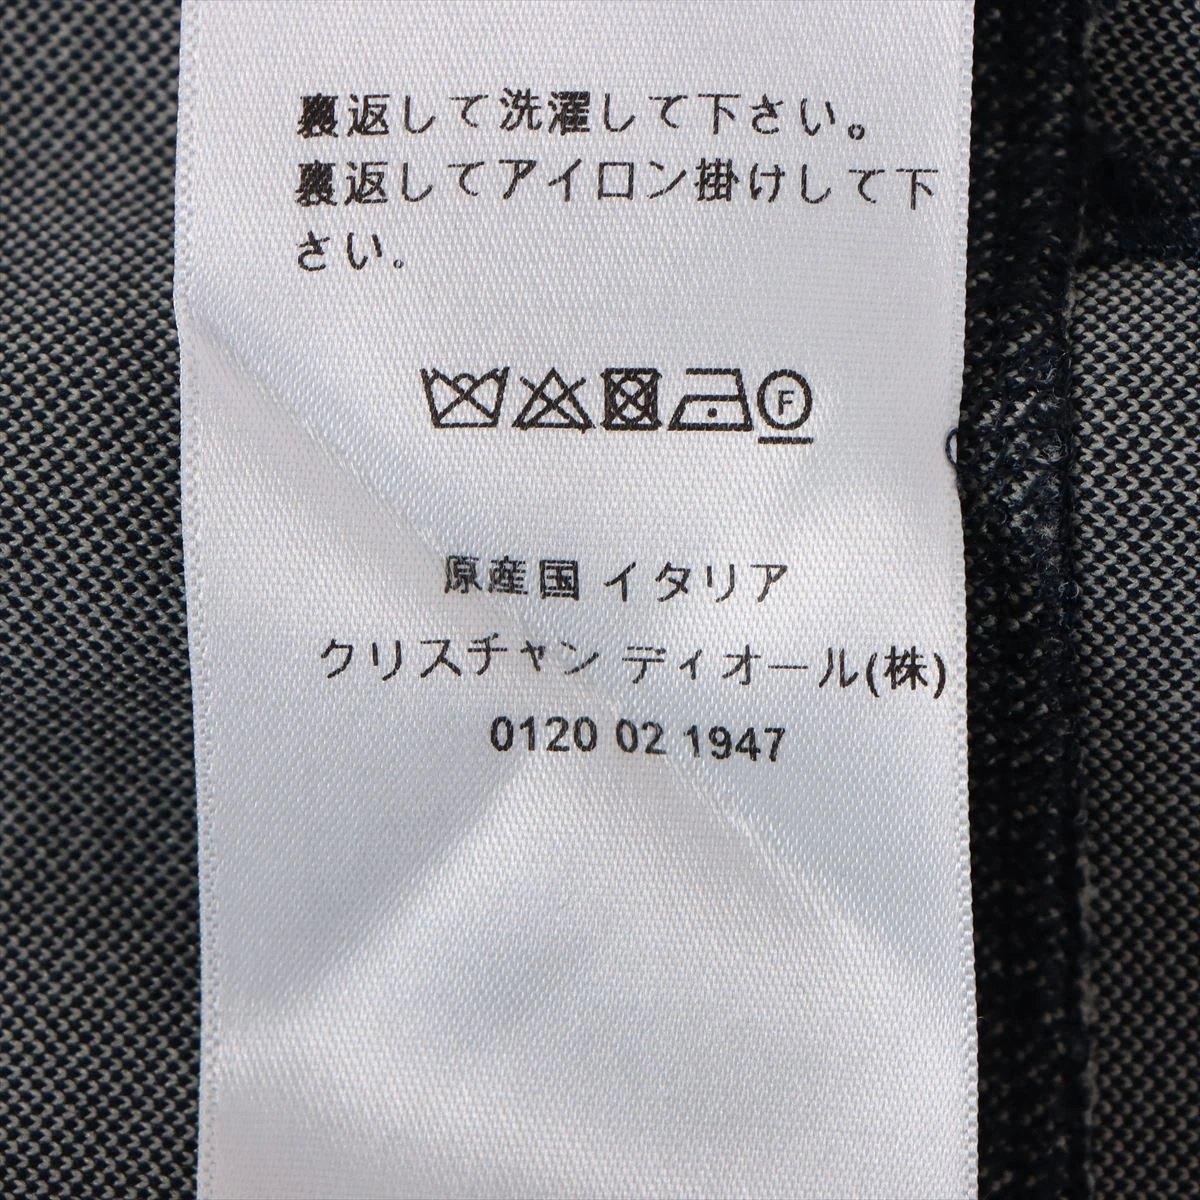 裏返して洗濯して下さい。
裏返してアイロン掛けして下
さい。
F
原産国 イタリア
クリスチャン ディオール(株)
0120 02 1947